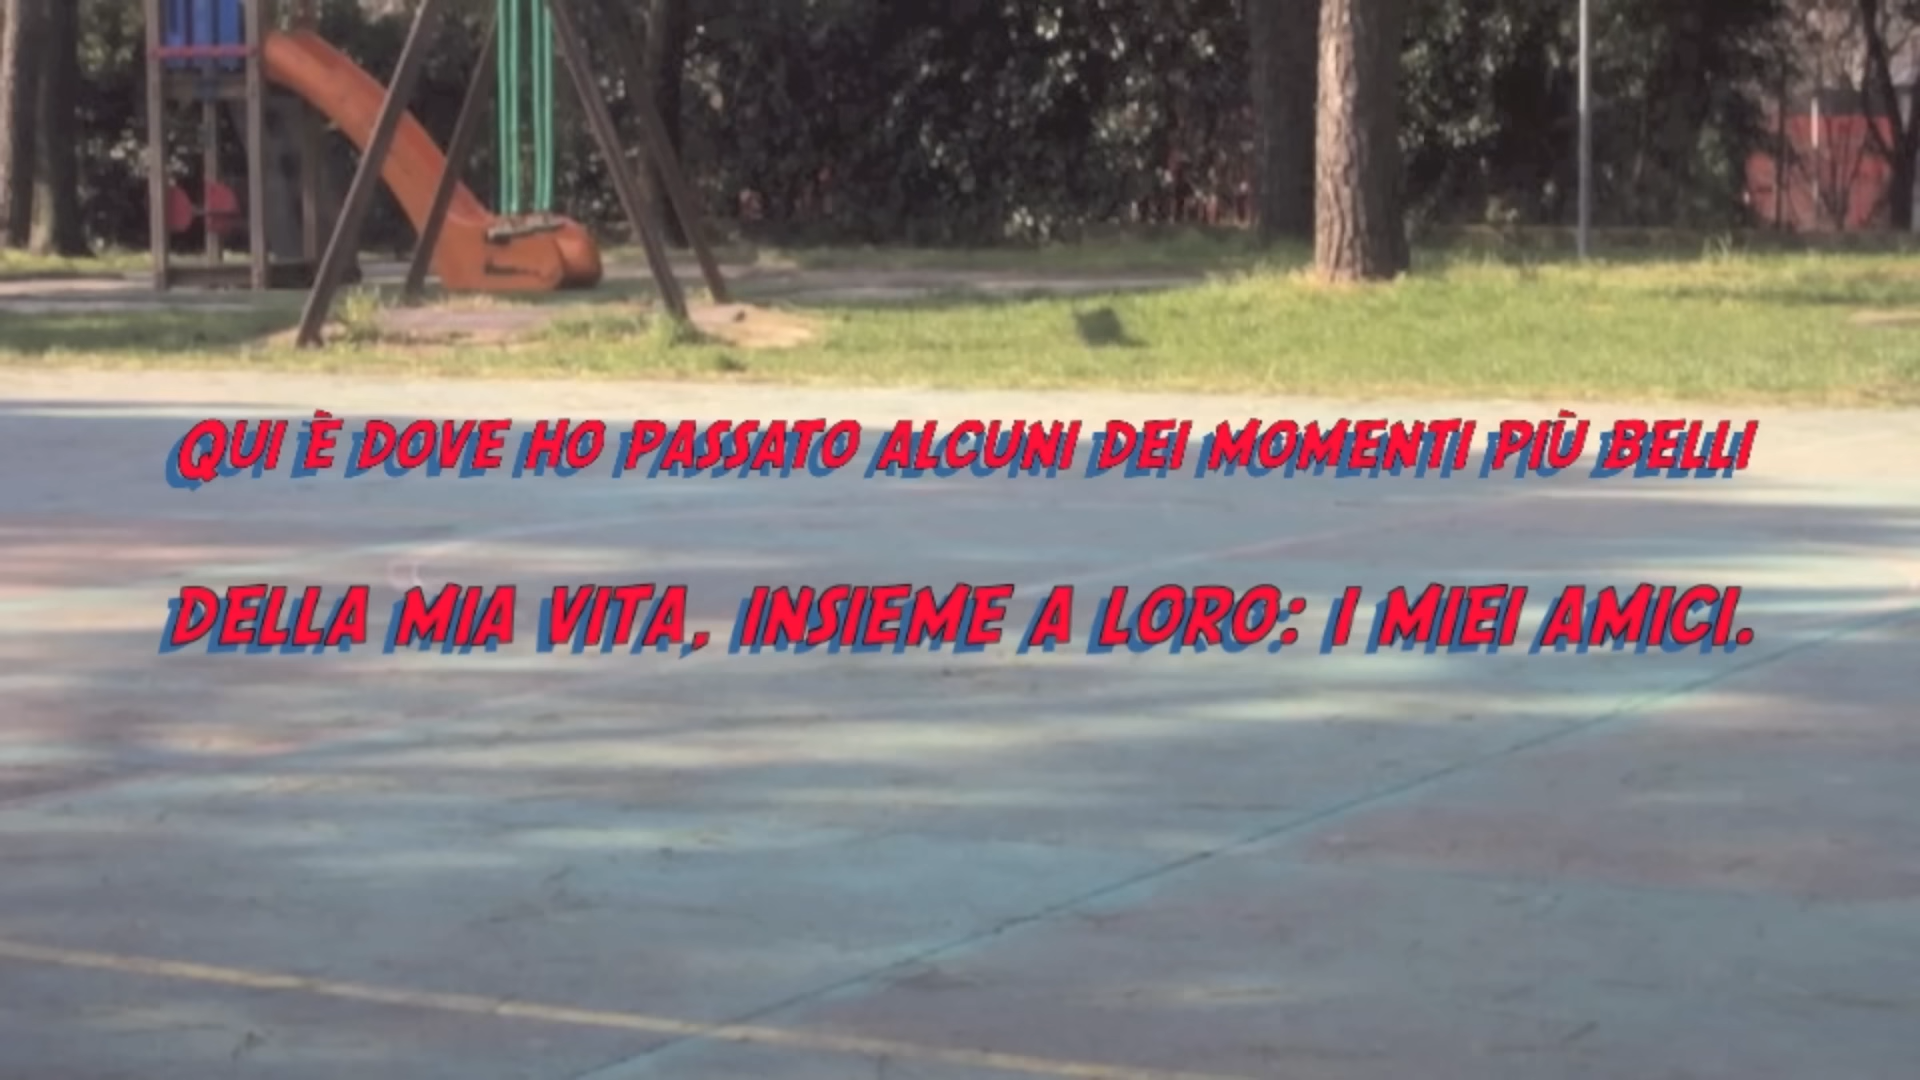 QUI È DOVE HO PASSATO ALCUNI DEI MOMENTI PIÙ BELLI
DELLA MIA VITA, INSIEME A LORO: I MIEI AMICI.